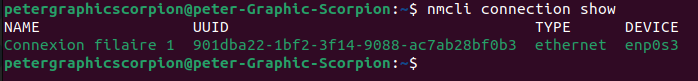 petergraphicscorpion@peter-Graphic-Scorpion:~$ nmcli connection show
NAME                   UUID                                  TYPE      DEVICE
Connexion filaire 1  901dba22-1bf2-3f14-9088-ac7ab28bf0b3  ethernet  enp0s3
petergraphicscorpion@peter-Graphic-Scorpion:~$